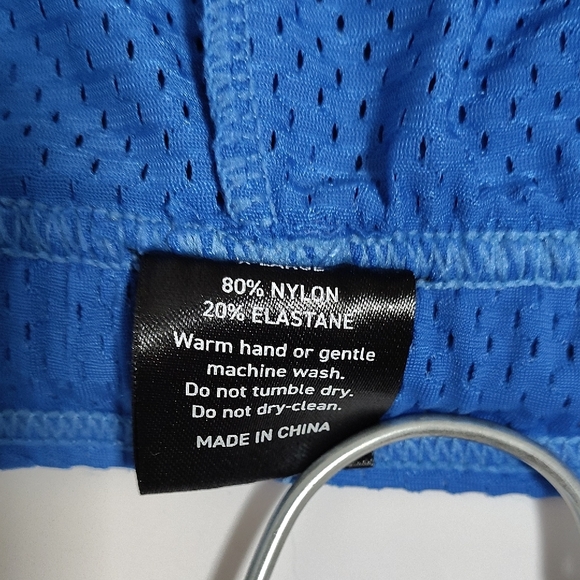 X-LARGE
80% NYLON
20% ELASTANE
Warm hand or gentle
machine wash.
Do not tumble dry.
Do not dry-clean.
MADE IN CHINA